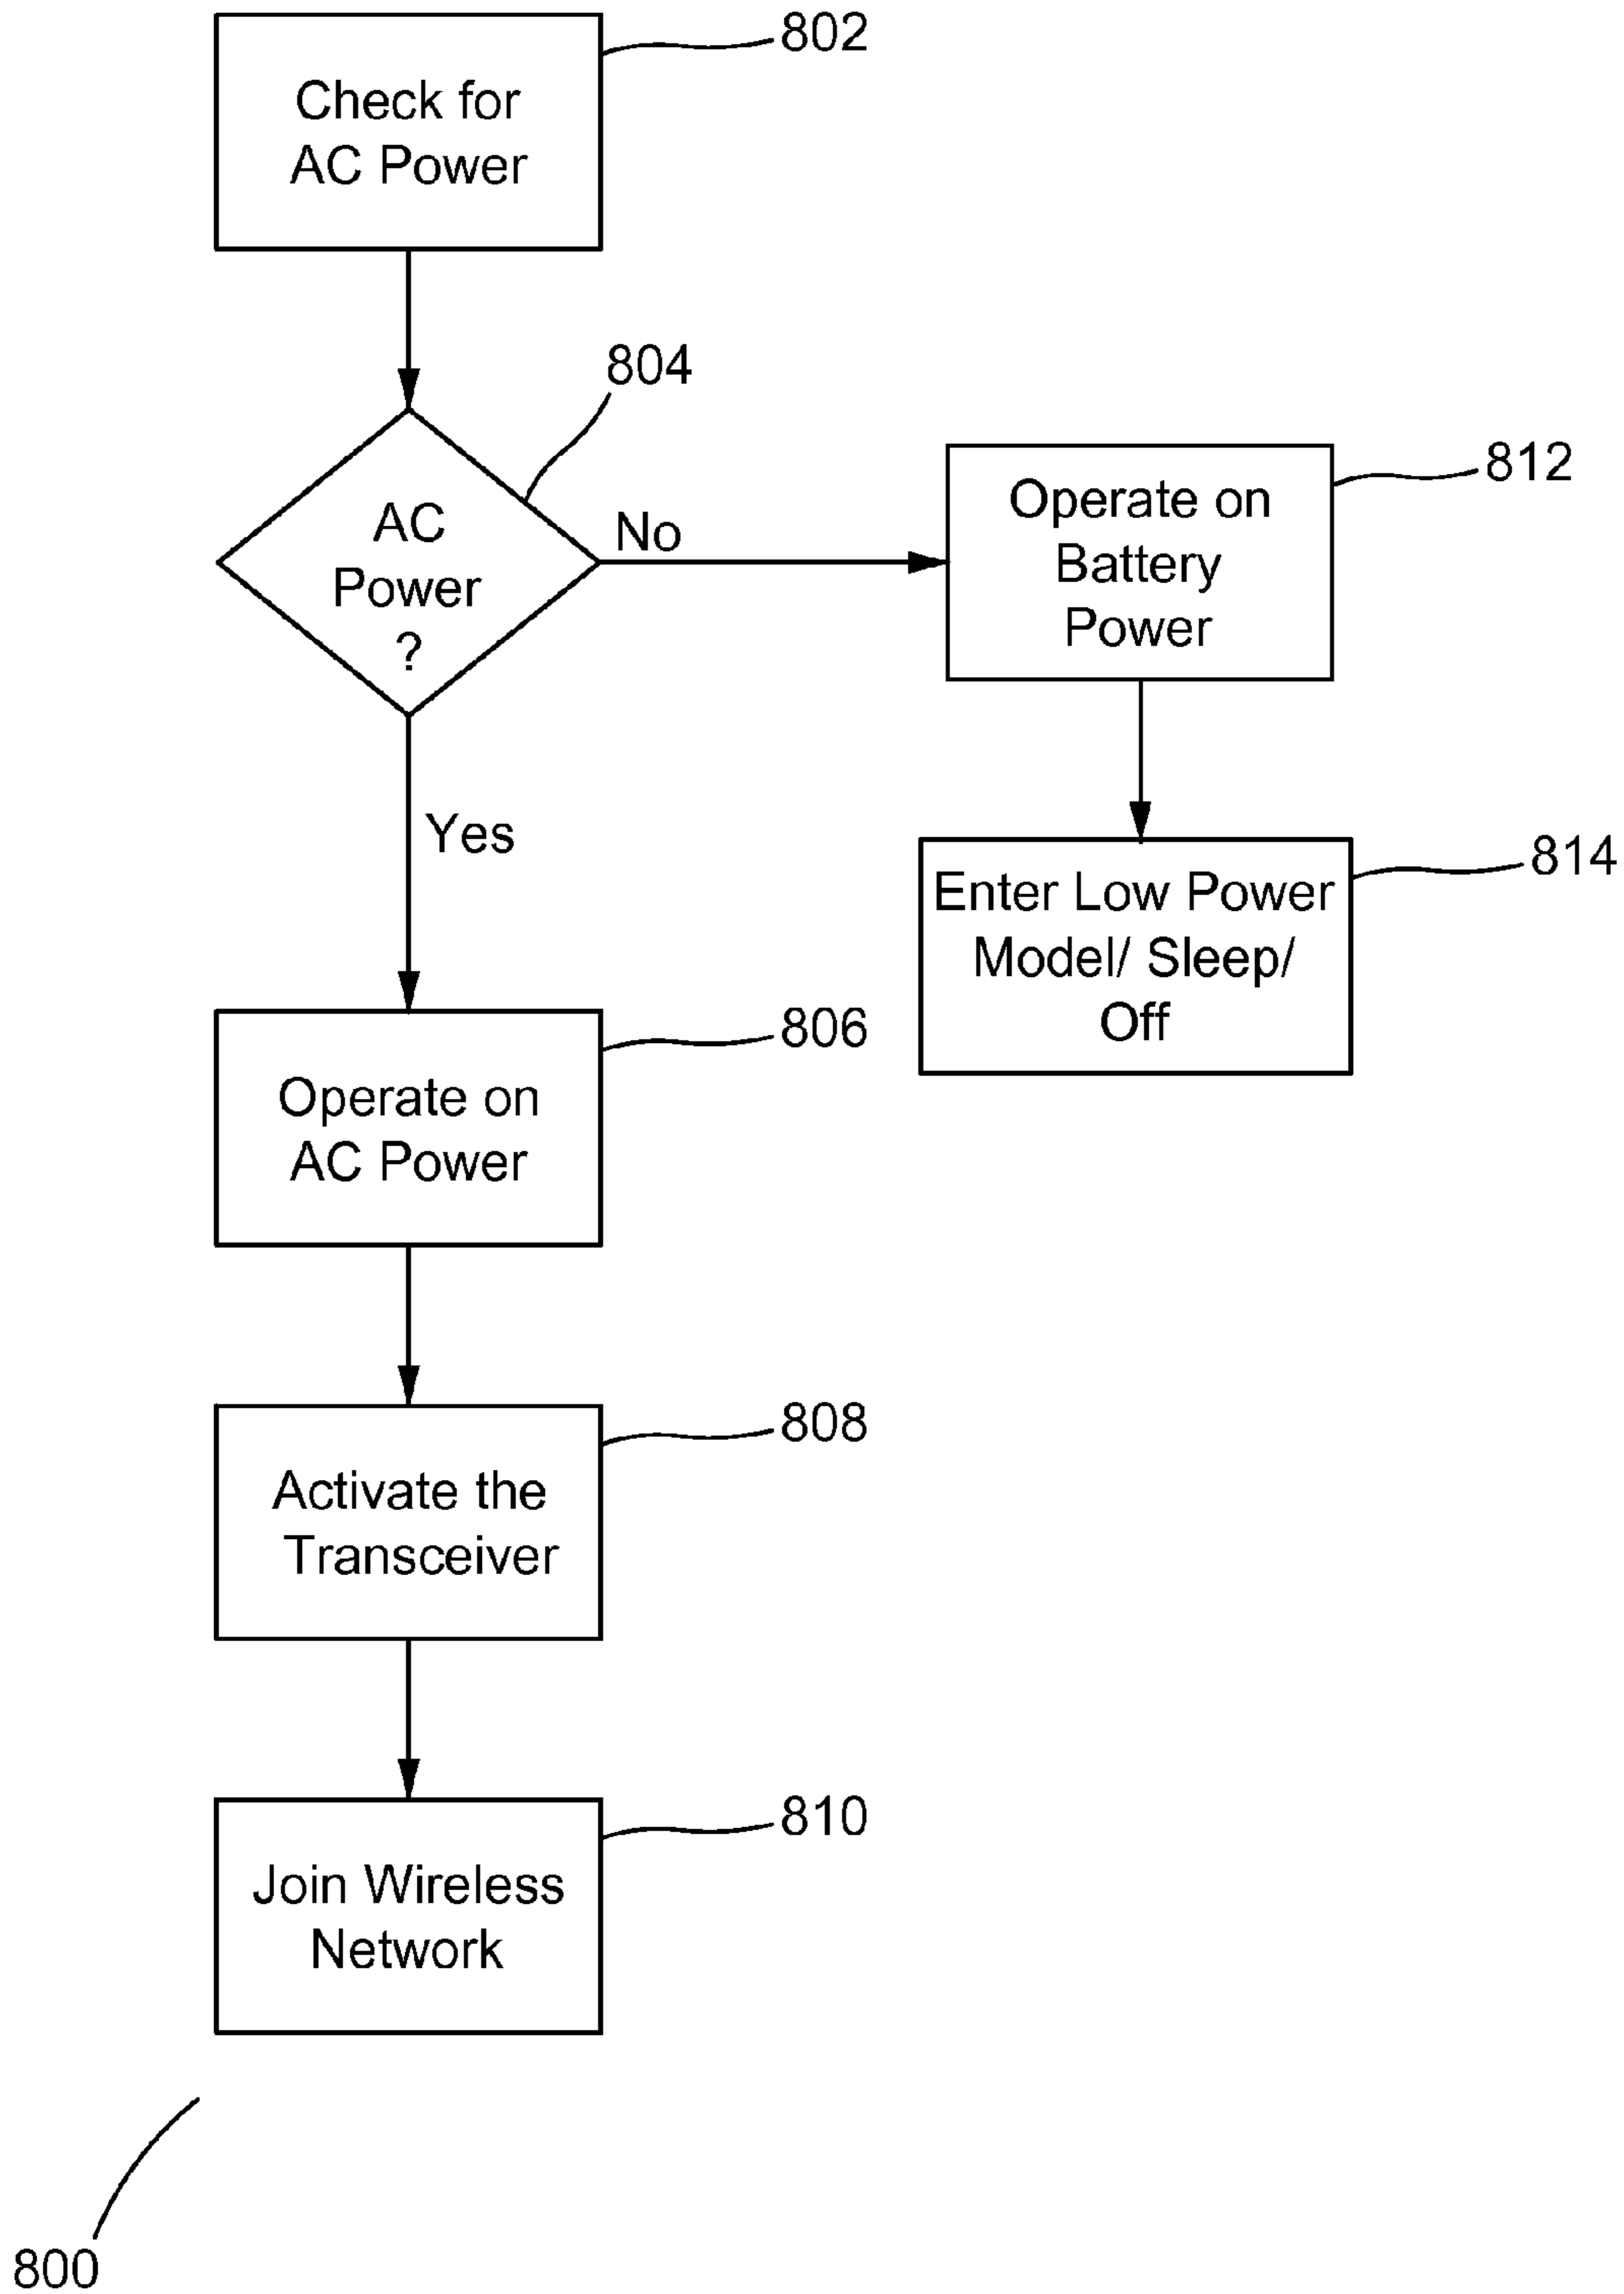 802
Check for
AC Power
804
AC
Power
?
No
812
Operate on
Battery
Power
Yes
814
Enter Low Power
Model/ Sleep/
Off
806
Operate on
AC Power
808
Activate the
Transceiver
810
Join Wireless
Network
800